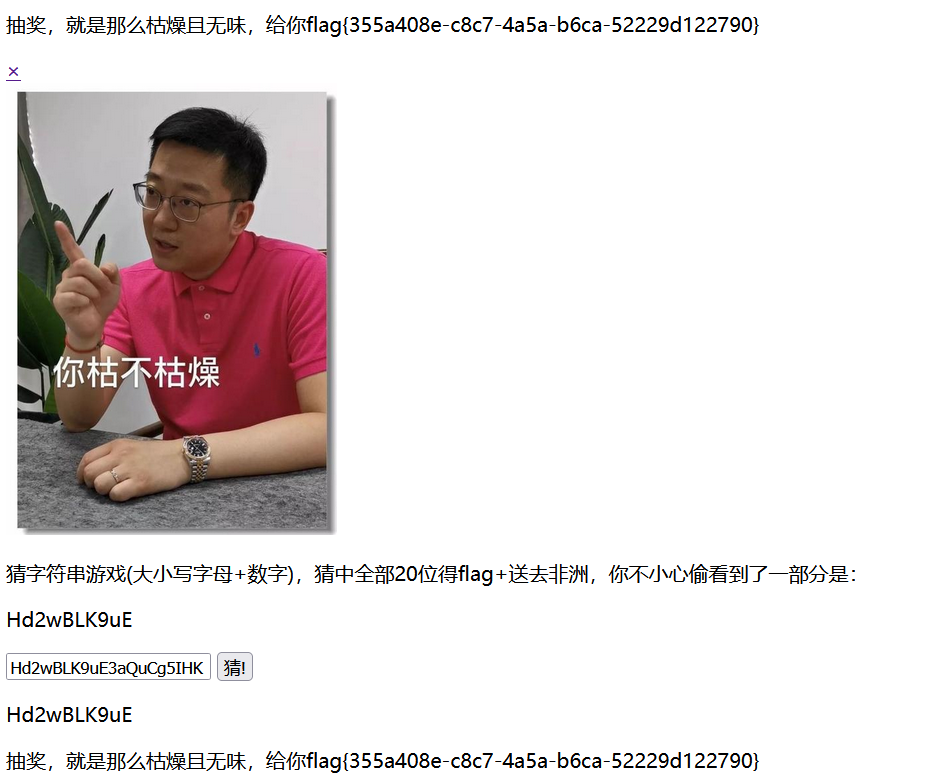 抽奖，就是那么枯燥且无味，给你flag{355a408e-c8c7-4a5a-b6ca-52229d122790}
×
你枯不枯燥
猜字符串游戏(大小写字母+数字)，猜中全部20位得flag+送去非洲，你不小心偷看到了一部分是：
Hd2wBLK9uE
Hd2wBLK9uE3aQuCg5IHK 猜!
Hd2wBLK9uE
抽奖，就是那么枯燥且无味，给你flag{355a408e-c8c7-4a5a-b6ca-52229d122790}